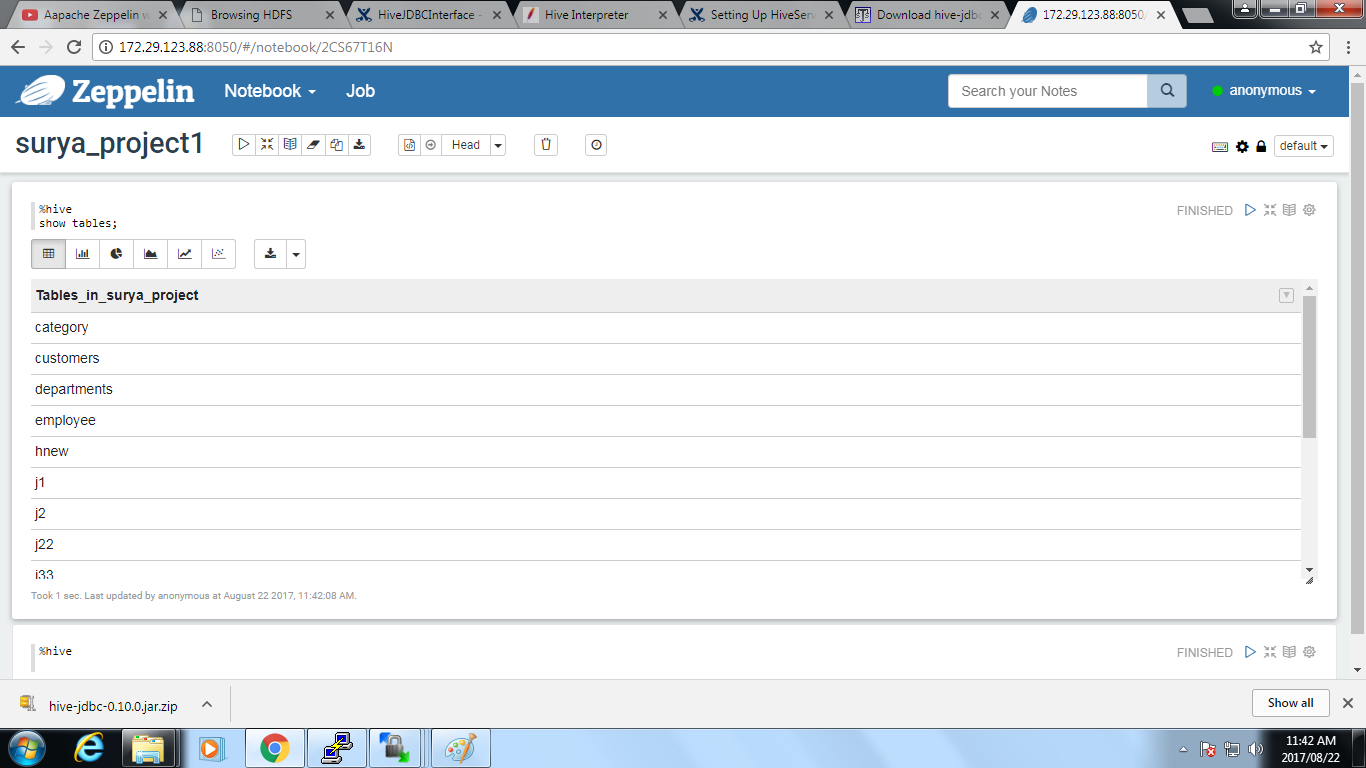 Aapache Zeppelin w
Browsing HDFS
HiveJDBCInterface -
Hive Interpreter
Setting Up HiveServ
Download hive-jdbc
172.29.123.88:8050/
172.29.123.88:8050/#/notebook/2CS67T16N
Zeppelin
Notebook
Job
Search your Notes
anonymous
surya_project1
Head
default
%hive
show tables;
FINISHED
Tables_in_surya_project
category
customers
departments
employee
hnew
j1
j2
j22
j33
Took 1 sec. Last updated by anonymous at August 22 2017, 11:42:08 AM.
%hive
FINISHED
hive-jdbc-0.10.0.jar.zip
Show all
11:42 AM
2017/08/22